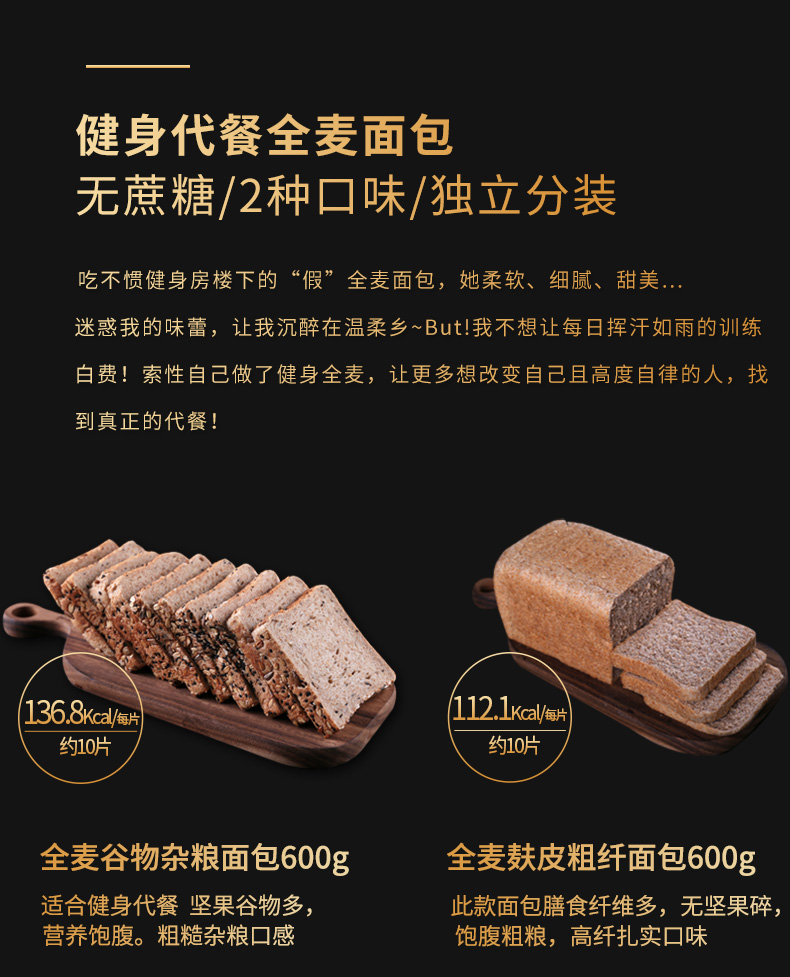 健身代餐全麦面包
无蔗糖/2种口味/独立分装
吃不惯健身房楼下的“假”全麦面包，她柔软、细腻、甜美...
迷惑我的味蕾，让我沉醉在温柔乡~But!我不想让每日挥汗如雨的训练
白费！索性自己做了健身全麦，让更多想改变自己且高度自律的人，找
到真正的代餐！
136.8Kcal/每片
约10片
112.1Kcal/每片
约10片
全麦谷物杂粮面包600g
适合健身代餐 坚果谷物多，
营养饱腹。粗糙杂粮口感
全麦麸皮粗纤面包600g
此款面包膳食纤维多，无坚果碎，
饱腹粗粮，高纤扎实口味